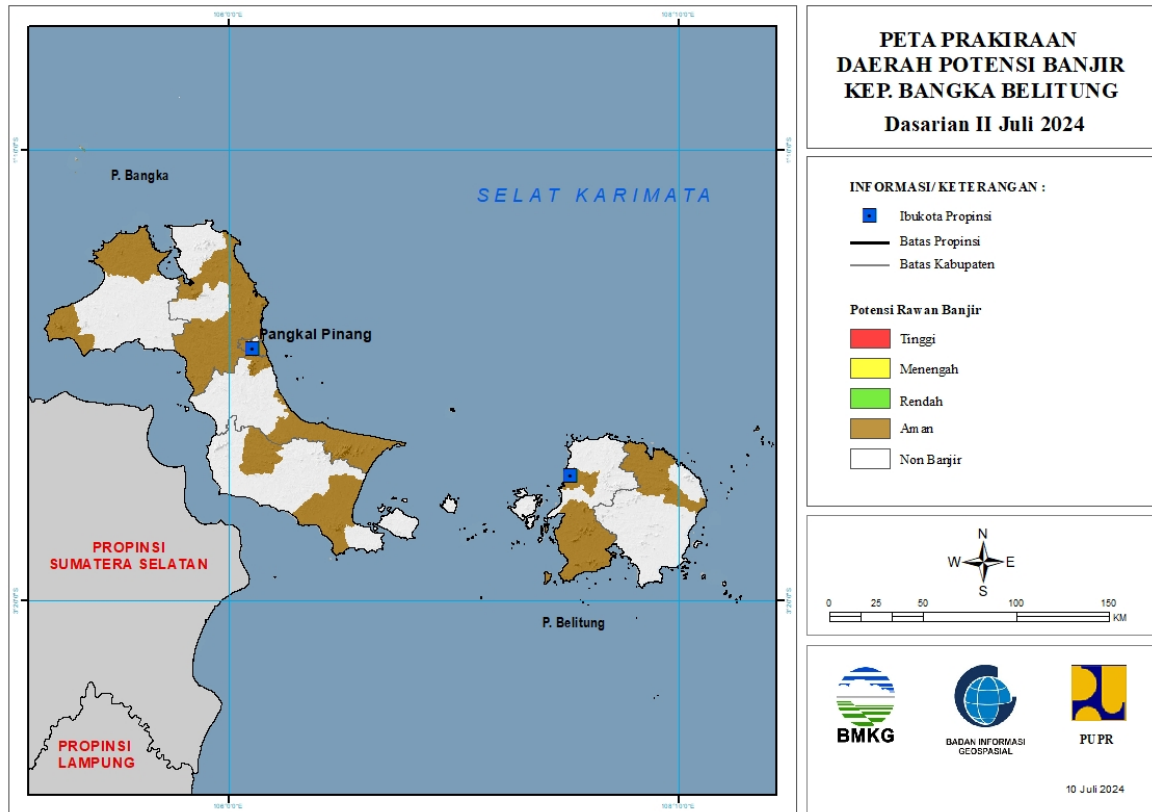 PETA PRAKIRAAN
DAERAH POTENSI BANJIR
KEP. BANGKA BELITUNG
Dasarian II Juli 2024
P. Bangka
SELAT KARIMATA
Pangkal Pinang
PROPINSI
SUMATERA SELATAN
P. Belitung
PROPINSI
LAMPUNG
INFORMASI/ KETERANGAN :
Ibukota Propinsi
Batas Propinsi
Batas Kabupaten
Potensi Rawan Banjir
Tinggi
Menengah
Rendah
Aman
Non Banjir
N
W E
S
0 25 50 100 150
KM
BMKG
BADAN INFORMASI
GEOSPASIAL
PUPR
10 Juli 2024